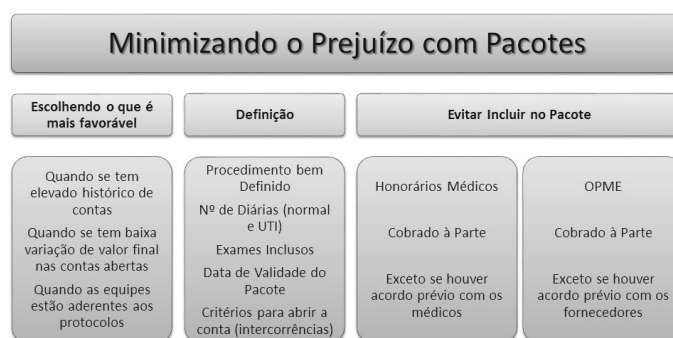 Minimizando o Prejuízo com Pacotes
Escolhendo o que é
mais favorável
Quando se tem
elevado histórico de
contas
Quando se tem baixa
variação de valor final
nas contas abertas
Quando as equipes
estão aderentes aos
protocolos
Definição
Procedimento bem
Definido
Nº de Diárias (normal
e UTI)
Exames Inclusos
Data de Validade do
Pacote
Critérios para abrir a
conta (intercorrências)
Evitar Incluir no Pacote
Honorários Médicos
Cobrado à Parte
Exceto se houver
acordo prévio com os
médicos
OPME
Cobrado à Parte
Exceto se houver
acordo prévio com os
fornecedores